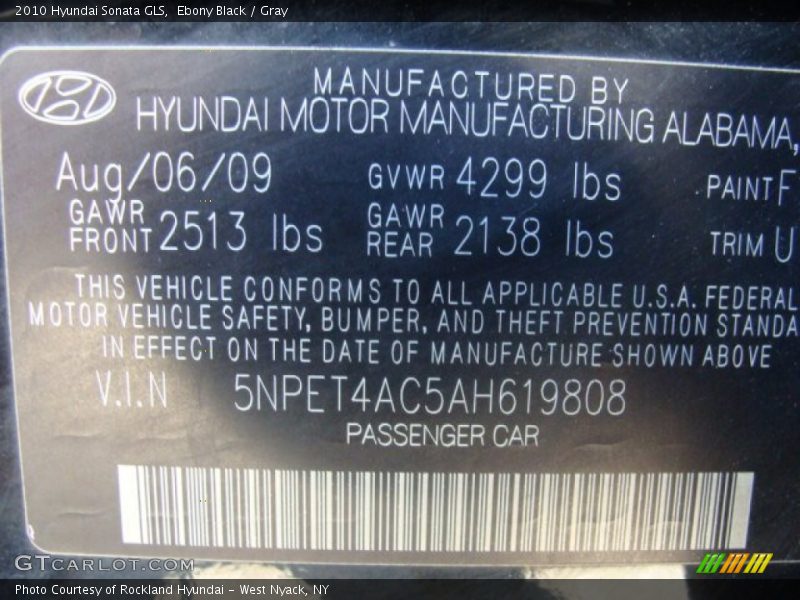 2010 Hyundai Sonata GLS, Ebony Black / Gray
MANUFACTURED BY
HYUNDAI MOTOR MANUFACTURING ALABAMA,
Aug/06/09 GVWR 4299 lbs PAINT F
GAWR FRONT 2513 lbs GAWR REAR 2138 lbs TRIM U
THIS VEHICLE CONFORMS TO ALL APPLICABLE U.S.A. FEDERAL
MOTOR VEHICLE SAFETY, BUMPER, AND THEFT PREVENTION STANDA
IN EFFECT ON THE DATE OF MANUFACTURE SHOWN ABOVE
V.I.N 5NPET4AC5AH619808
PASSENGER CAR
GTCARLOT.COM
Photo Courtesy of Rockland Hyundai - West Nyack, NY